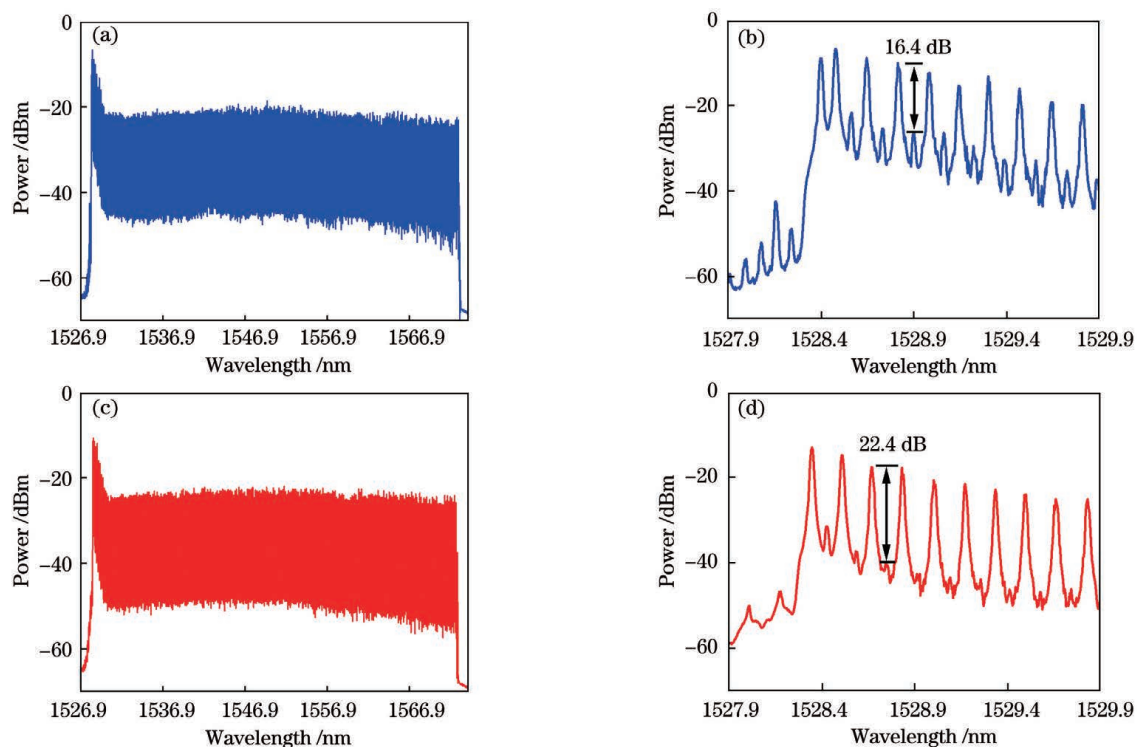 (a)
0
−20
−40
−60
Power /dBm
1526.9 1536.9 1546.9 1556.9 1566.9
Wavelength /nm
(b)
16.4 dB
0
−20
−40
−60
Power /dBm
1527.9 1528.4 1528.9 1529.4 1529.9
Wavelength /nm
(c)
0
−20
−40
−60
Power /dBm
1526.9 1536.9 1546.9 1556.9 1566.9
Wavelength /nm
(d)
22.4 dB
0
−20
−40
−60
Power /dBm
1527.9 1528.4 1528.9 1529.4 1529.9
Wavelength /nm